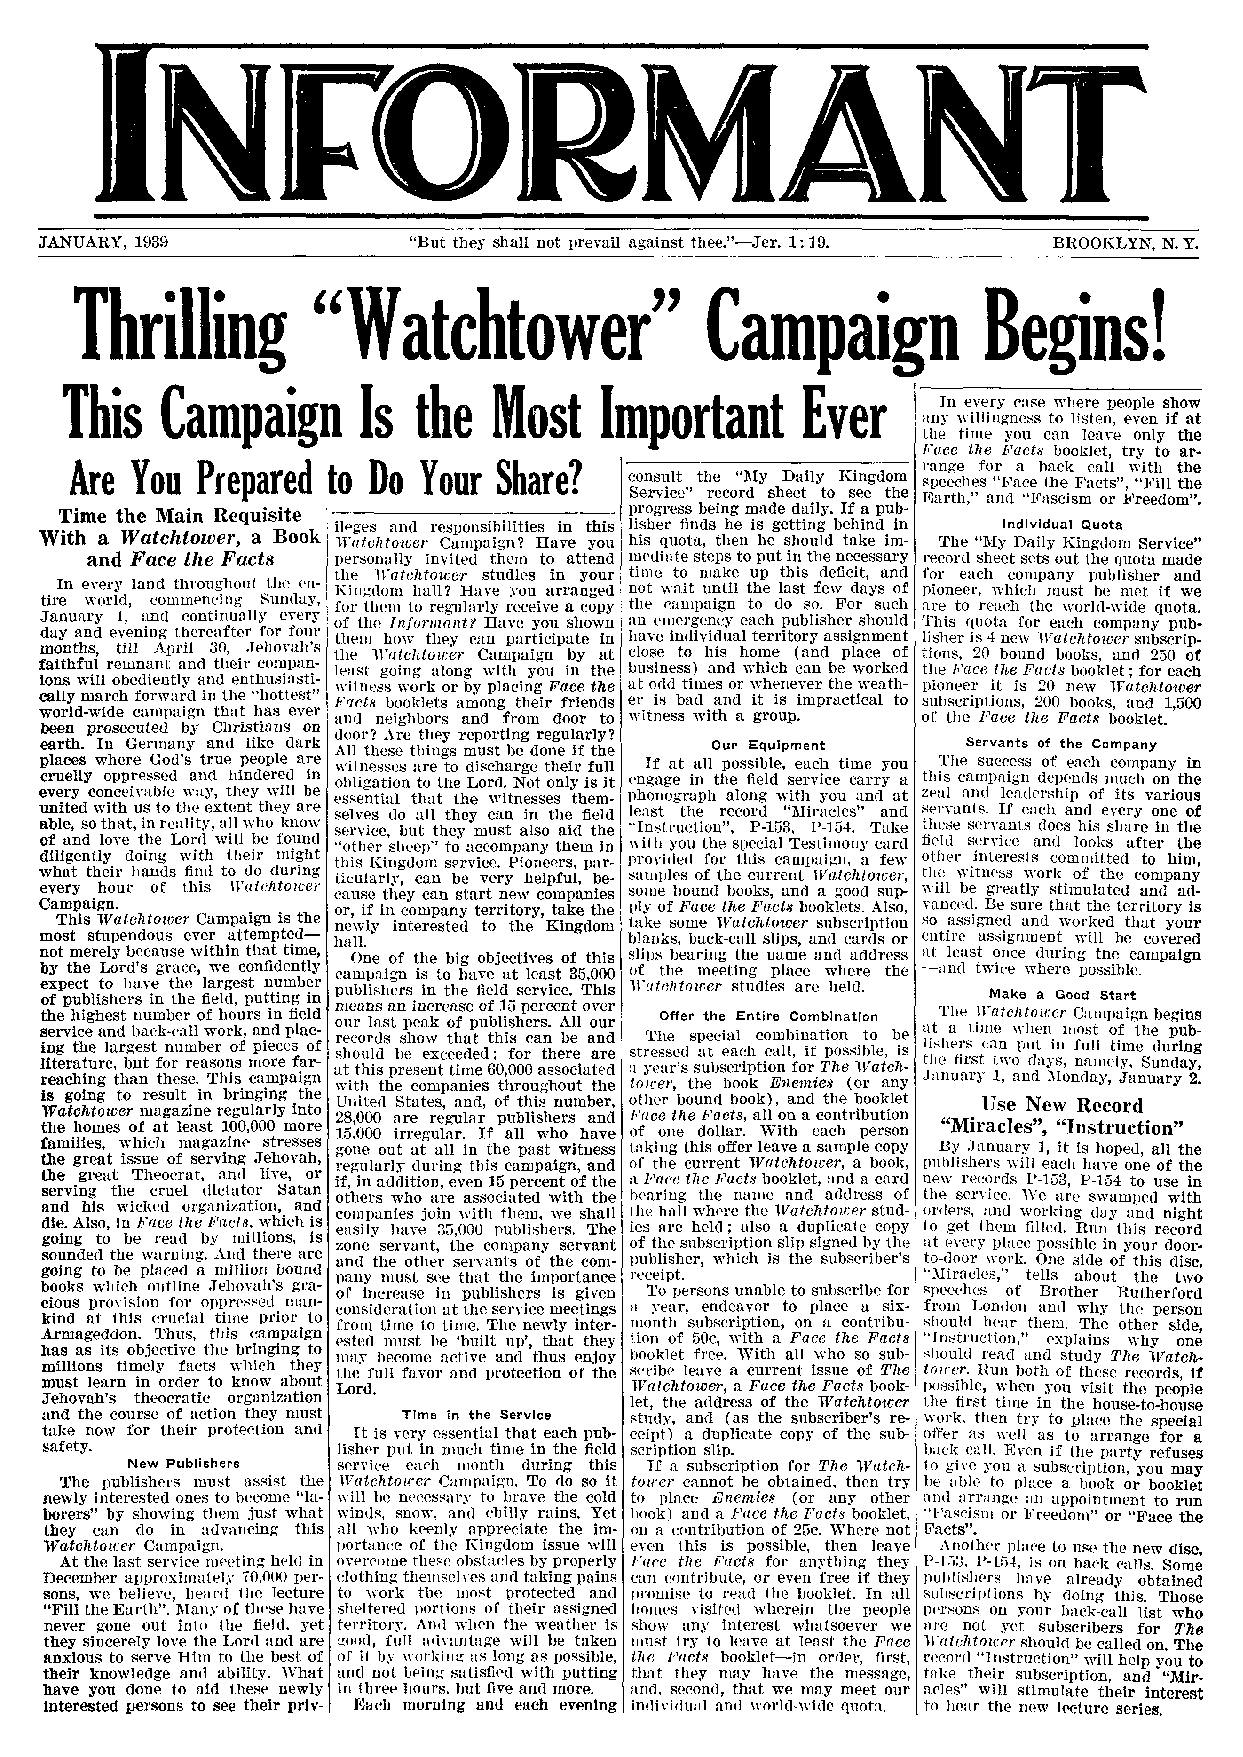 INFORMANT
JANUARY, 1939
"But they shall not prevail against thee."—Jer. 1:19.
BROOKLYN, N. Y.
Thrilling "Watchtower" Campaign Begins!
This Campaign Is the Most Important Ever
Are You Prepared to Do Your Share?
Time the Main Requisite
With a Watchtower, a Book
and Face the Facts
In every land throughout the en-
tire world, commencing Sunday,
January 1, and continually every
day and evening thereafter for four
months, till April 30, Jehovah's
faithful remnant and their compan-
ions will obediently and enthusiasti-
cally march forward in the "hottest"
world-wide campaign that has ever
been prosecuted by Christians on
earth. In Germany and like dark
places where God's true people are
cruelly oppressed and hindered in
every conceivable way, they will be
united with us to the extent they are
able, so that, in reality, all who know
of and love the Lord will be found
diligently doing with their might
what their hands find to do during
every hour of this Watchtower
Campaign.
This Watchtower Campaign is the
most stupendous ever attempted—
not merely because within that time,
by the Lord's grace, we confidently
expect to have the largest number
of publishers in the field, putting in
the highest number of hours in field
service and back-call work, and plac-
ing the largest number of pieces of
literature, but for reasons more far-
reaching than these. This campaign
is going to result in bringing the
Watchtower magazine regularly into
the homes of at least 100,000 more
families, which magazine stresses
the great issue of serving Jehovah,
the great Theocrat, and live, or
serving the cruel dictator Satan
and his wicked organization, and
die. Also, in Face the Facts, which is
going to be read by millions, is
sounded the warning. And there are
going to be placed a million bound
books which outline Jehovah's gra-
cious provision for oppressed man-
kind at this crucial time prior to
Armageddon. Thus, this campaign
has as its objective the bringing to
millions timely facts which they
must learn in order to know about
Jehovah's theocratic organization
and the course of action they must
take now for their protection and
safety.
New Publishers
The publishers must assist the
newly interested ones to become "la-
borers" by showing them just what
they can do in advancing this
Watchtower Campaign.
At the last service meeting held in
December approximately 70,000 per-
sons, we believe, heard the lecture
"Fill the Earth". Many of these have
never gone out into the field, yet
they sincerely love the Lord and are
anxious to serve Him to the best of
their knowledge and ability. What
have you done to aid these newly
interested persons to see their priv-
ileges and responsibilities in this
Watchtower Campaign? Have you
personally invited them to attend
the Watchtower studies in your
Kingdom hall? Have you arranged
for them to regularly receive a copy
of the Informant? Have you shown
them how they can participate in
the Watchtower Campaign by at
least going along with you in the
witness work or by placing Face the
Facts booklets among their friends
and neighbors and from door to
door? Are they reporting regularly?
All these things must be done if the
witnesses are to discharge their full
obligation to the Lord. Not only is it
essential that the witnesses them-
selves do all they can in the field
service, but they must also aid the
"other sheep" to accompany them in
this Kingdom service. Pioneers, par-
ticularly, can be very helpful, be-
cause they can start new companies
or, if in company territory, take the
newly interested to the Kingdom
hall.
One of the big objectives of this
campaign is to have at least 35,000
publishers in the field service. This
means an increase of 15 percent over
our last peak of publishers. All our
records show that this can be and
should be exceeded; for there are
at this present time 60,000 associated
with the companies throughout the
United States, and, of this number,
28,000 are regular publishers and
15,000 irregular. If all who have
gone out at all in the past witness
regularly during this campaign, and
if, in addition, even 15 percent of the
others who are associated with the
companies join with them, we shall
easily have 35,000 publishers. The
zone servant, the company servant
and the other servants of the com-
pany must see that the importance
of increase in publishers is given
consideration at the service meetings
from time to time. The newly inter-
ested must be 'built up', that they
may become active and thus enjoy
the full favor and protection of the
Lord.
Time in the Service
It is very essential that each pub-
lisher put in much time in the field
service each month during this
Watchtower Campaign. To do so it
will be necessary to brave the cold
winds, snow, and chilly rains. Yet
all who keenly appreciate the im-
portance of the Kingdom issue will
overcome these obstacles by properly
clothing themselves and taking pains
to work the most protected and
sheltered portions of their assigned
territory. And when the weather is
good, full advantage will be taken
of it by working as long as possible,
and not being satisfied with putting
in three hours, but five and more.
Each morning and each evening
consult the "My Daily Kingdom
Service" record sheet to see the
progress being made daily. If a pub-
lisher finds he is getting behind in
his quota, then he should take im-
mediate steps to put in the necessary
time to make up this deficit, and
not wait until the last few days of
the campaign to do so. For such
an emergency each publisher should
have individual territory assignment
close to his home (and place of
business) and which can be worked
at odd times or whenever the weath-
er is bad and it is impractical to
witness with a group.
Our Equipment
If at all possible, each time you
engage in the field service carry a
phonograph along with you and at
least the record "Miracles" and
"Instruction", P-153, P-154. Take
with you the special Testimony card
provided for this campaign, a few
samples of the current Watchtower,
some bound books, and a good sup-
ply of Face the Facts booklets. Also,
take some Watchtower subscription
blanks, back-call slips, and cards or
slips bearing the name and address
of the meeting place where the
Watchtower studies are held.
Offer the Entire Combination
The special combination to be
stressed at each call, if possible, is
a year's subscription for The Watch-
tower, the book Enemies (or any
other bound book), and the booklet
Face the Facts, all on a contribution
of one dollar. With each person
taking this offer leave a sample copy
of the current Watchtower, a book,
a Face the Facts booklet, and a card
bearing the name and address of
the hall where the Watchtower stud-
ies are held; also a duplicate copy
of the subscription slip signed by the
publisher, which is the subscriber's
receipt.
To persons unable to subscribe for
a year, endeavor to place a six-
month subscription, on a contribu-
tion of 50c, with a Face the Facts
booklet free. With all who so sub-
scribe leave a current issue of The
Watchtower, a Face the Facts book-
let, the address of the Watchtower
study, and (as the subscriber's re-
ceipt) a duplicate copy of the sub-
scription slip.
If a subscription for The Watch-
tower cannot be obtained, then try
to place Enemies (or any other
book) and a Face the Facts booklet,
on a contribution of 25c. Where not
even this is possible, then leave
Face the Facts for anything they
can contribute, or even free if they
promise to read the booklet. In all
homes visited wherein the people
show any interest whatsoever we
must try to leave at least the Face
the Facts booklet—in order, first,
that they may have the message,
and, second, that we may meet our
individual and world-wide quota.
In every case where people show
any willingness to listen, even if at
the time you can leave only the
Face the Facts booklet, try to ar-
range for a back call with the
speeches "Face the Facts", "Fill the
Earth," and "Fascism or Freedom".
Individual Quota
The "My Daily Kingdom Service"
record sheet sets out the quota made
for each company publisher and
pioneer, which must be met if we
are to reach the world-wide quota.
This quota for each company pub-
lisher is 4 new Watchtower subscrip-
tions, 20 bound books, and 250 of
the Face the Facts booklet; for each
pioneer it is 20 new Watchtower
subscriptions, 200 books, and 1,500
of the Face the Facts booklet.
Servants of the Company
The success of each company in
this campaign depends much on the
zeal and leadership of its various
servants. If each and every one of
these servants does his share in the
field service and looks after the
other interests committed to him,
the witness work of the company
will be greatly stimulated and ad-
vanced. Be sure that the territory is
so assigned and worked that your
entire assignment will be covered
at least once during the campaign
—and twice where possible.
Make a Good Start
The Watchtower Campaign begins
at a time when most of the pub-
lishers can put in full time during
the first two days, namely, Sunday,
January 1, and Monday, January 2.
Use New Record
"Miracles", "Instruction"
By January 1, it is hoped, all the
publishers will each have one of the
new records P-153, P-154 to use in
the service. We are swamped with
orders, and working day and night
to get them filled. Run this record
at every place possible in your door-
to-door work. One side of this disc,
"Miracles," tells about the two
speeches of Brother Rutherford
from London and why the person
should hear them. The other side,
"Instruction," explains why one
should read and study The Watch-
tower. Run both of these records, if
possible, when you visit the people
the first time in the house-to-house
work, then try to place the special
offer as well as to arrange for a
back call. Even if the party refuses
to give you a subscription, you may
be able to place a book or booklet
and arrange an appointment to run
"Fascism or Freedom" or "Face the
Facts".
Another place to use the new disc,
P-153, P-154, is on back calls. Some
publishers have already obtained
subscriptions by doing this. Those
persons on your back-call list who
are not yet subscribers for The
Watchtower should be called on. The
record "Instruction" will help you to
take their subscription, and "Mir-
acles" will stimulate their interest
to hear the new lecture series.